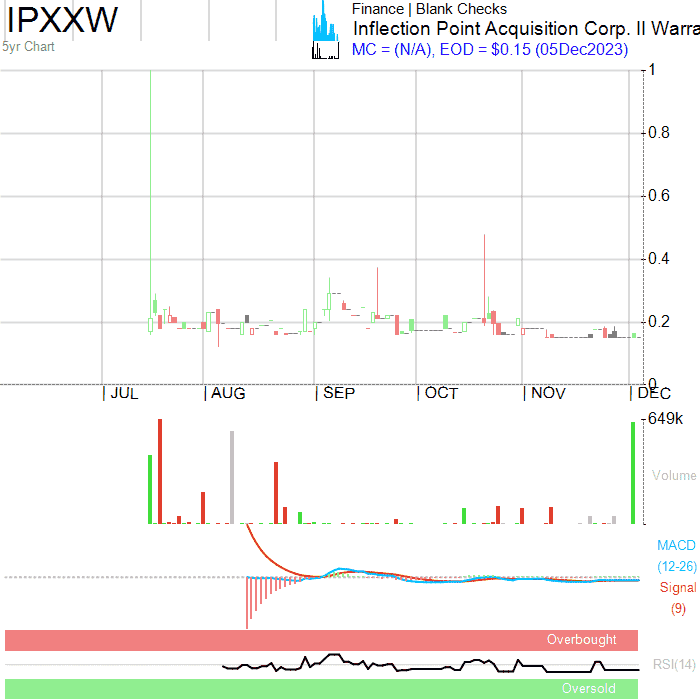 IPXXW
5yr Chart
Finance | Blank Checks
Inflection Point Acquisition Corp. II Warra
MC = (N/A), EOD = $0.15 (05Dec2023)
1
0.8
0.6
0.4
0.2
0
JUL AUG SEP OCT NOV DEC
649k
Volume
MACD
(12-26)
Signal
(9)
Overbought
RSI(14)
Oversold